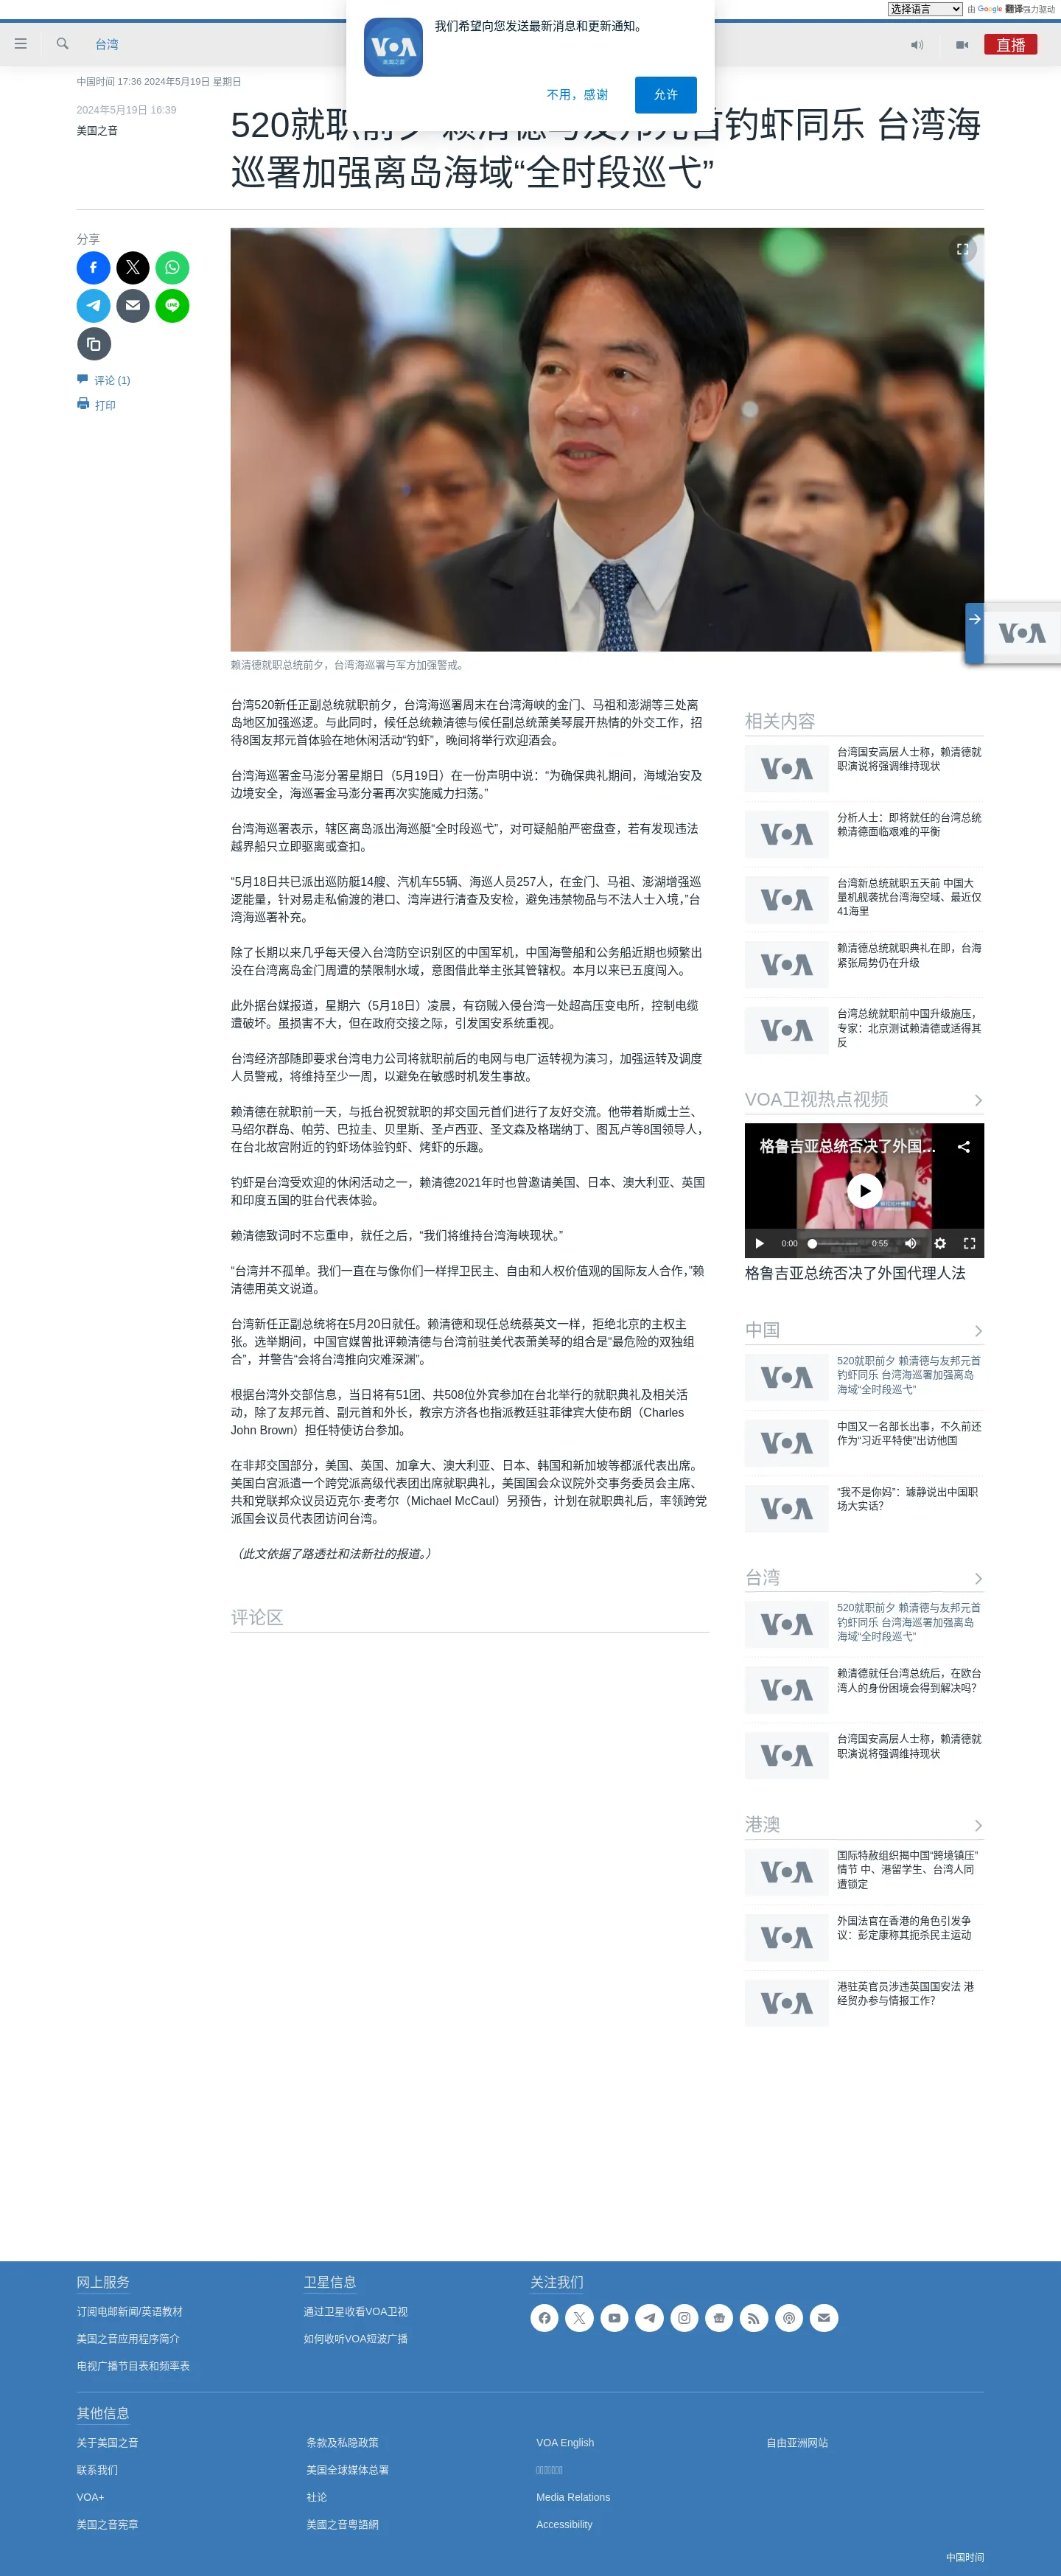 选择语言
由 Google 翻译强力驱动
我们希望向您发送最新消息和更新通知。
VOA
美国之音
不用，感谢
允许
台湾
直播
中国时间 17:36 2024年5月19日 星期日
2024年5月19日 16:39
美国之音
520就职前夕 赖清德与友邦元首钓虾同乐 台湾海
巡署加强离岛海域“全时段巡弋”
分享
LINE
评论 (1)
打印
VOA
赖清德就职总统前夕，台湾海巡署与军方加强警戒。
台湾520新任正副总统就职前夕，台湾海巡署周末在台湾海峡的金门、马祖和澎湖等三处离
岛地区加强巡逻。与此同时，候任总统赖清德与候任副总统萧美琴展开热情的外交工作，招
待8国友邦元首体验在地休闲活动“钓虾”，晚间将举行欢迎酒会。
台湾海巡署金马澎分署星期日（5月19日）在一份声明中说：“为确保典礼期间，海域治安及
边境安全，海巡署金马澎分署再次实施威力扫荡。”
台湾海巡署表示，辖区离岛派出海巡艇“全时段巡弋”，对可疑船舶严密盘查，若有发现违法
越界船只立即驱离或查扣。
“5月18日共已派出巡防艇14艘、汽机车55辆、海巡人员257人，在金门、马祖、澎湖增强巡
逻能量，针对易走私偷渡的港口、湾岸进行清查及安检，避免违禁物品与不法人士入境，”台
湾海巡署补充。
除了长期以来几乎每天侵入台湾防空识别区的中国军机，中国海警船和公务船近期也频繁出
没在台湾离岛金门周遭的禁限制水域，意图借此举主张其管辖权。本月以来已五度闯入。
此外据台媒报道，星期六（5月18日）凌晨，有窃贼入侵台湾一处超高压变电所，控制电缆
遭破坏。虽损害不大，但在政府交接之际，引发国安系统重视。
台湾经济部随即要求台湾电力公司将就职前后的电网与电厂运转视为演习，加强运转及调度
人员警戒，将维持至少一周，以避免在敏感时机发生事故。
赖清德在就职前一天，与抵台祝贺就职的邦交国元首们进行了友好交流。他带着斯威士兰、
马绍尔群岛、帕劳、巴拉圭、贝里斯、圣卢西亚、圣文森及格瑞纳丁、图瓦卢等8国领导人，
在台北故宫附近的钓虾场体验钓虾、烤虾的乐趣。
钓虾是台湾受欢迎的休闲活动之一，赖清德2021年时也曾邀请美国、日本、澳大利亚、英国
和印度五国的驻台代表体验。
赖清德致词时不忘重申，就任之后，“我们将维持台湾海峡现状。”
“台湾并不孤单。我们一直在与像你们一样捍卫民主、自由和人权价值观的国际友人合作，”赖
清德用英文说道。
台湾新任正副总统将在5月20日就任。赖清德和现任总统蔡英文一样，拒绝北京的主权主
张。选举期间，中国官媒曾批评赖清德与台湾前驻美代表萧美琴的组合是“最危险的双独组
合”，并警告“会将台湾推向灾难深渊”。
根据台湾外交部信息，当日将有51团、共508位外宾参加在台北举行的就职典礼及相关活
动，除了友邦元首、副元首和外长，教宗方济各也指派教廷驻菲律宾大使布朗（Charles
John Brown）担任特使访台参加。
在非邦交国部分，美国、英国、加拿大、澳大利亚、日本、韩国和新加坡等都派代表出席。
美国白宫派遣一个跨党派高级代表团出席就职典礼，美国国会众议院外交事务委员会主席、
共和党联邦众议员迈克尔·麦考尔（Michael McCaul）另预告，计划在就职典礼后，率领跨党
派国会议员代表团访问台湾。
（此文依据了路透社和法新社的报道。）
评论区
相关内容
VOA
台湾国安高层人士称，赖清德就
职演说将强调维持现状
VOA
分析人士：即将就任的台湾总统
赖清德面临艰难的平衡
VOA
台湾新总统就职五天前 中国大
量机舰袭扰台湾海空域、最近仅
41海里
VOA
赖清德总统就职典礼在即，台海
紧张局势仍在升级
VOA
台湾总统就职前中国升级施压，
专家：北京测试赖清德或适得其
反
VOA卫视热点视频
格鲁吉亚总统否决了外国...
0:00
0:55
格鲁吉亚总统否决了外国代理人法
中国
VOA
520就职前夕 赖清德与友邦元首
钓虾同乐 台湾海巡署加强离岛
海域“全时段巡弋”
VOA
中国又一名部长出事，不久前还
作为“习近平特使”出访他国
VOA
“我不是你妈”：璩静说出中国职
场大实话？
台湾
VOA
520就职前夕 赖清德与友邦元首
钓虾同乐 台湾海巡署加强离岛
海域“全时段巡弋”
VOA
赖清德就任台湾总统后，在欧台
湾人的身份困境会得到解决吗？
VOA
台湾国安高层人士称，赖清德就
职演说将强调维持现状
港澳
VOA
国际特赦组织揭中国“跨境镇压”
情节 中、港留学生、台湾人同
遭锁定
VOA
外国法官在香港的角色引发争
议：彭定康称其扼杀民主运动
VOA
港驻英官员涉违英国国安法 港
经贸办参与情报工作？
网上服务
订阅电邮新闻/英语教材
美国之音应用程序简介
电视广播节目表和频率表
卫星信息
通过卫星收看VOA卫视
如何收听VOA短波广播
关注我们
其他信息
关于美国之音
联系我们
VOA+
美国之音宪章
条款及私隐政策
美国全球媒体总署
社论
美國之音粵語網
VOA English
Media Relations
Accessibility
自由亚洲网站
中国时间